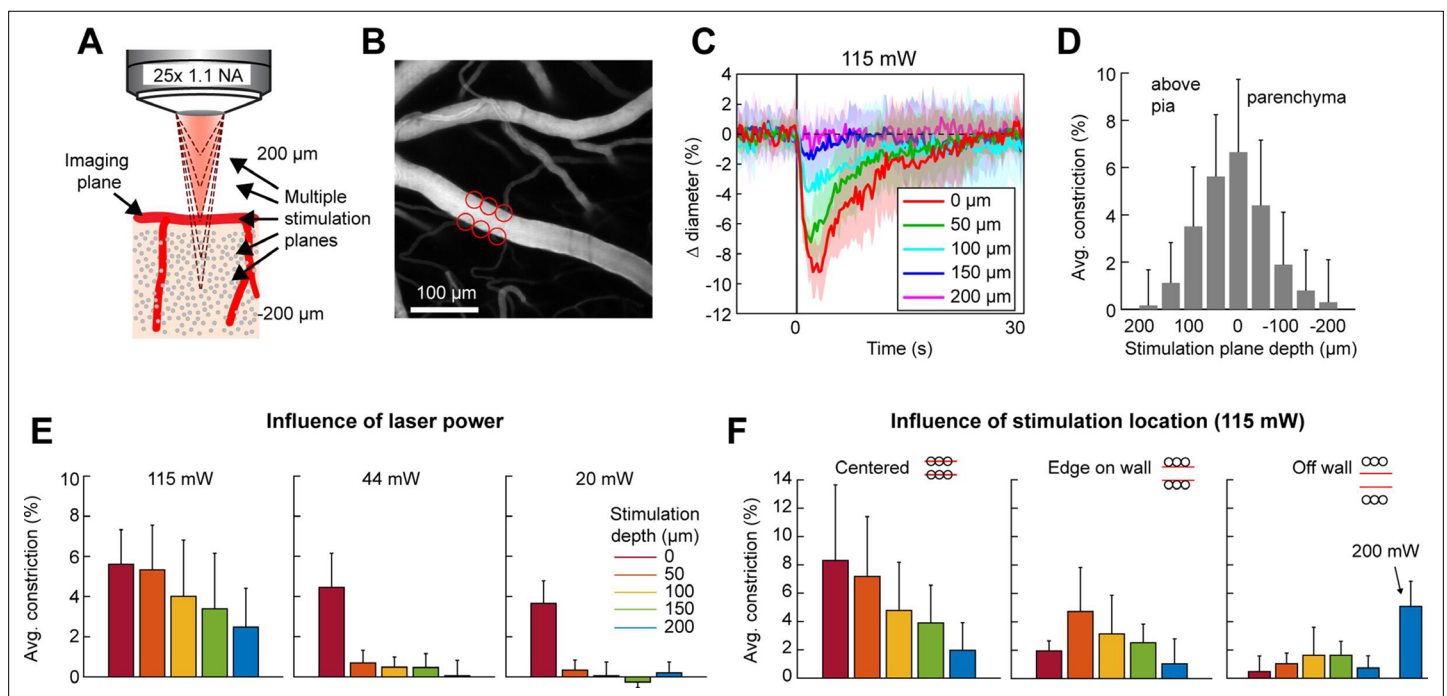 A
25x 1.1 NA
Imaging
plane
200 µm
Multiple
stimulation
planes
-200 µm
B
100 µm
C
115 mW
Δ diameter (%)
4
2
0
-2
-4
-6
-8
-10
-12
0 µm
50 µm
100 µm
150 µm
200 µm
0
30
Time (s)
D
Avg. constriction (%)
10
8
6
4
2
0
above
pia
parenchyma
200
100
0
-100
-200
Stimulation plane depth (µm)
E
Influence of laser power
Avg. constriction (%)
10
8
6
4
2
0
115 mW
44 mW
20 mW
Stimulation
depth (µm)
0
50
100
150
200
F
Influence of stimulation location (115 mW)
Avg. constriction (%)
14
12
10
8
6
4
2
0
Centered
Edge on wall
Off wall
200 mW